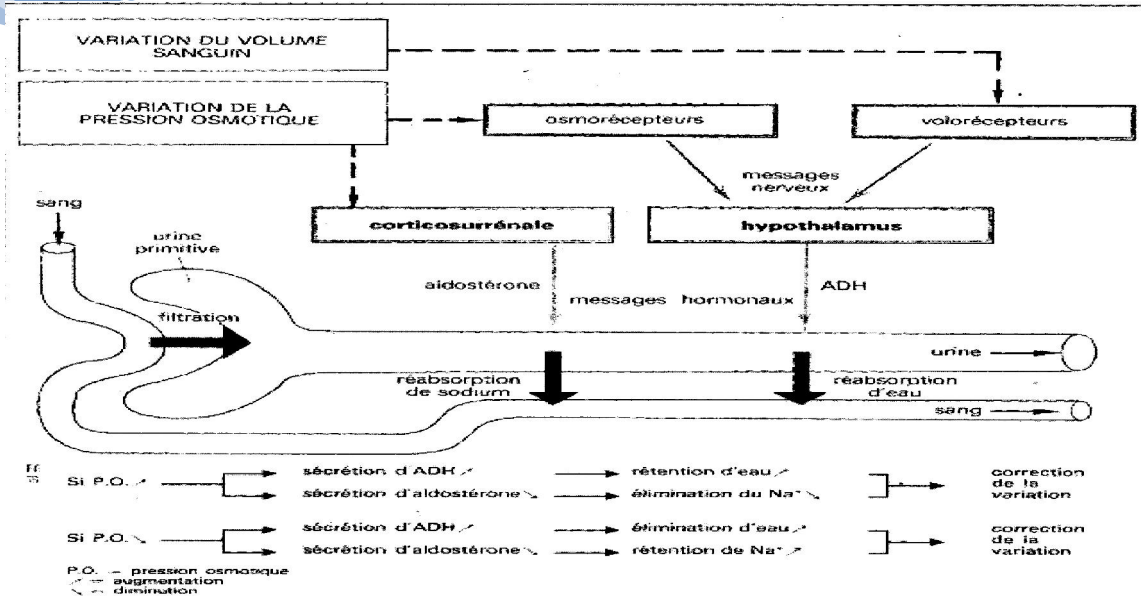 VARIATION DU VOLUME
SANGUIN
VARIATION DE LA
PRESSION OSMOTIQUE
osmorécepteurs
volorécepteurs
messages
nerveux
sang
corticosurrénale
hypothalamus
urine
primitive
aldostérone
ADH
messages hormonaux
filtration
urine
réabsorption
de sodium
réabsorption
d'eau
sang
Si P.O. ↗
sécrétion d'ADH ↗
rétention d'eau ↗
sécrétion d'aldostérone ↘
élimination du Na⁺ ↘
correction
de la
variation
Si P.O. ↘
sécrétion d'ADH ↗
élimination d'eau ↗
sécrétion d'aldostérone ↘
rétention de Na⁺ ↗
correction
de la
variation
P.O. = pression osmotique
↗ = augmentation
↘ = diminution